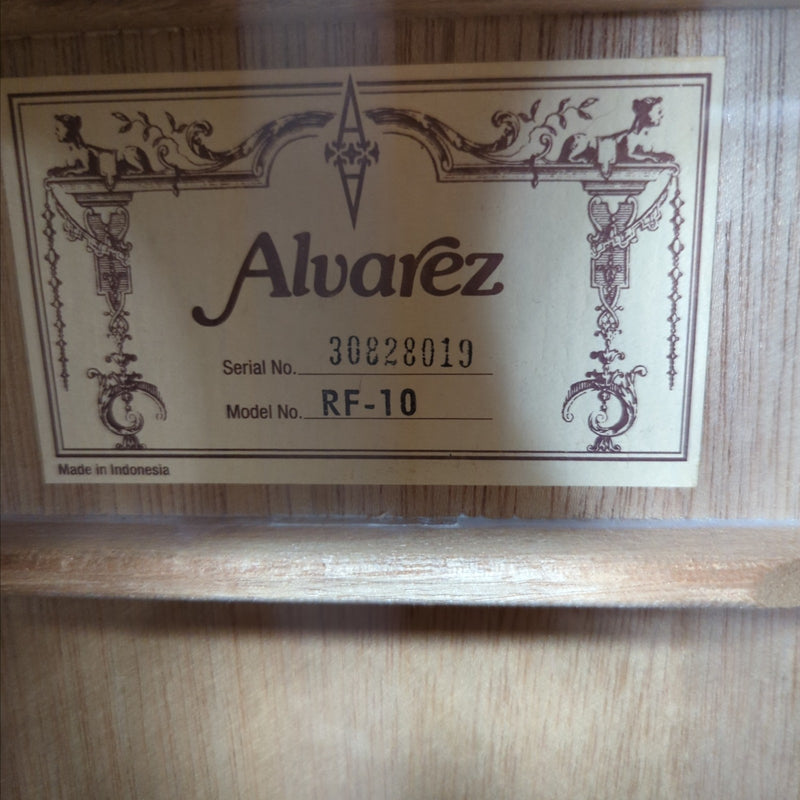 Alvarez
Serial No. 30828019
Model No. RF-10
Made in Indonesia